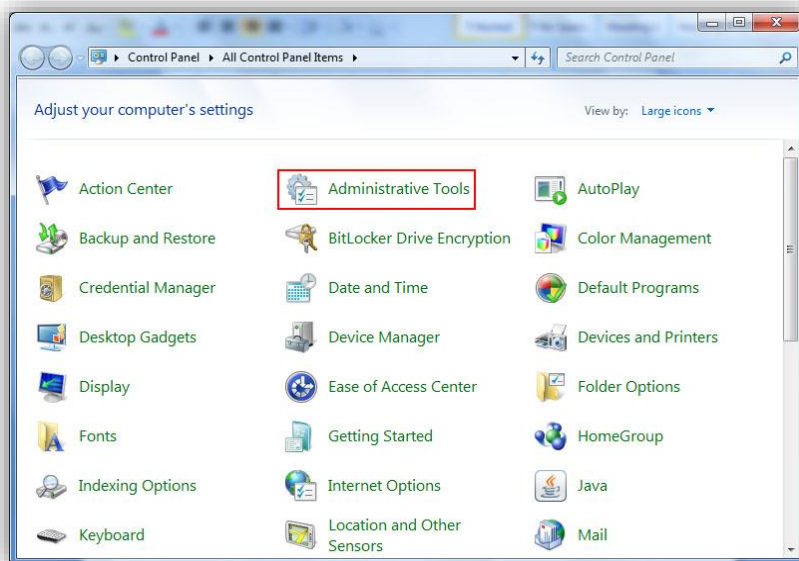 Control Panel ▸ All Control Panel Items ▸
Search Control Panel
Adjust your computer's settings
View by: Large icons
Action Center
Administrative Tools
AutoPlay
Backup and Restore
BitLocker Drive Encryption
Color Management
Credential Manager
Date and Time
Default Programs
Desktop Gadgets
Device Manager
Devices and Printers
Display
Ease of Access Center
Folder Options
Fonts
Getting Started
HomeGroup
Indexing Options
Internet Options
Java
Keyboard
Location and Other
Sensors
Mail